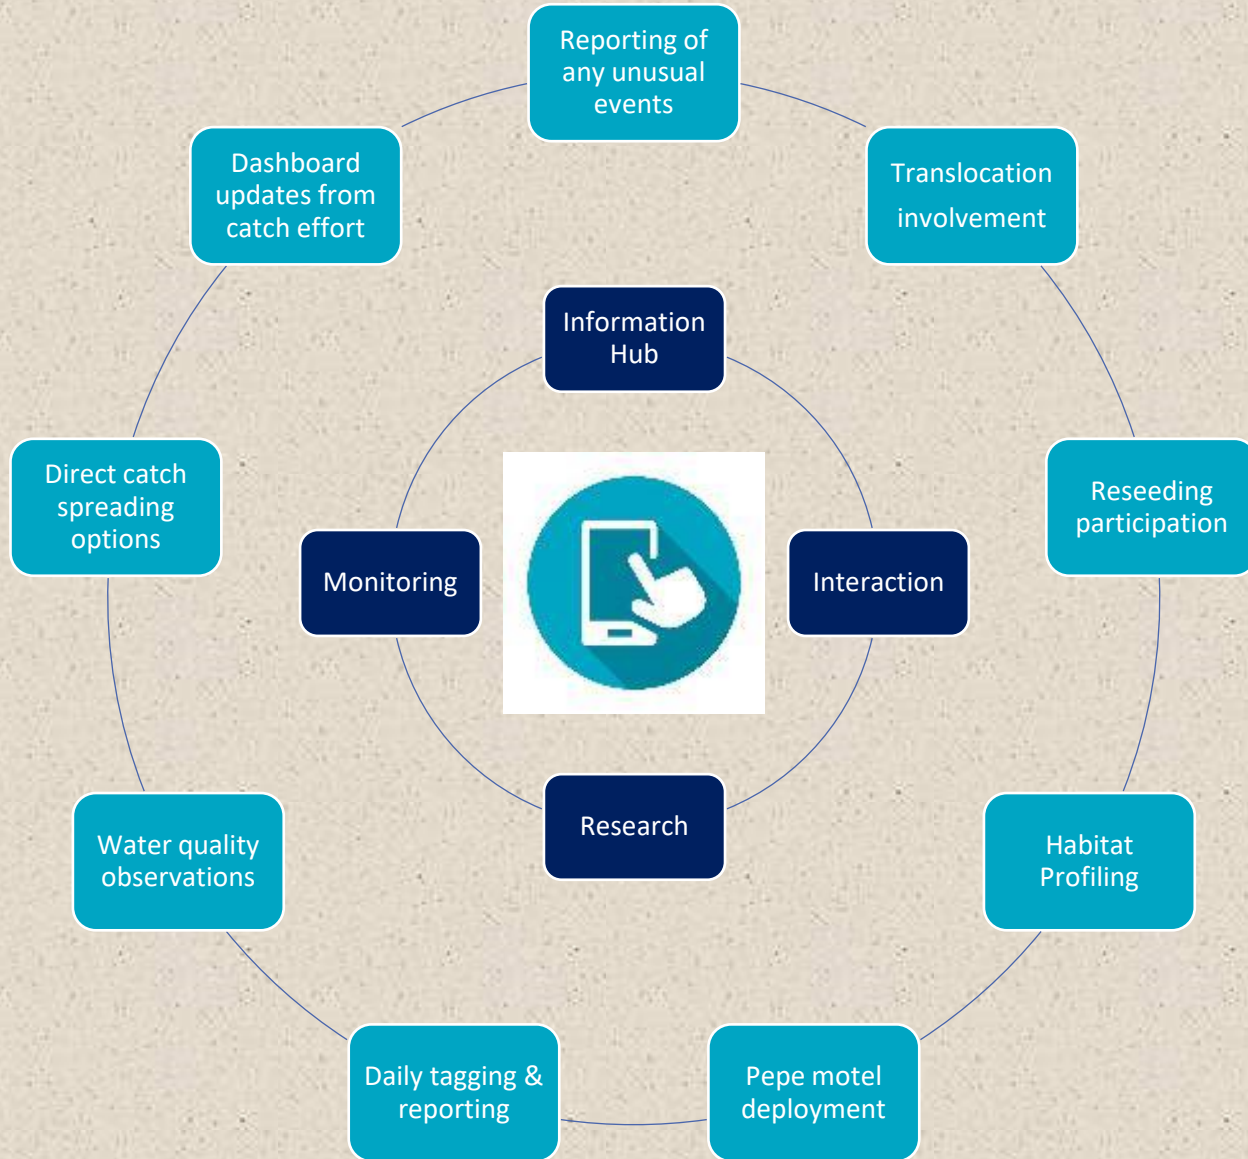 Reporting of
any unusual
events
Translocation
involvement
Reseeding
participation
Habitat
Profiling
Pepe motel
deployment
Daily tagging &
reporting
Water quality
observations
Direct catch
spreading
options
Dashboard
updates from
catch effort
Information
Hub
Interaction
Research
Monitoring